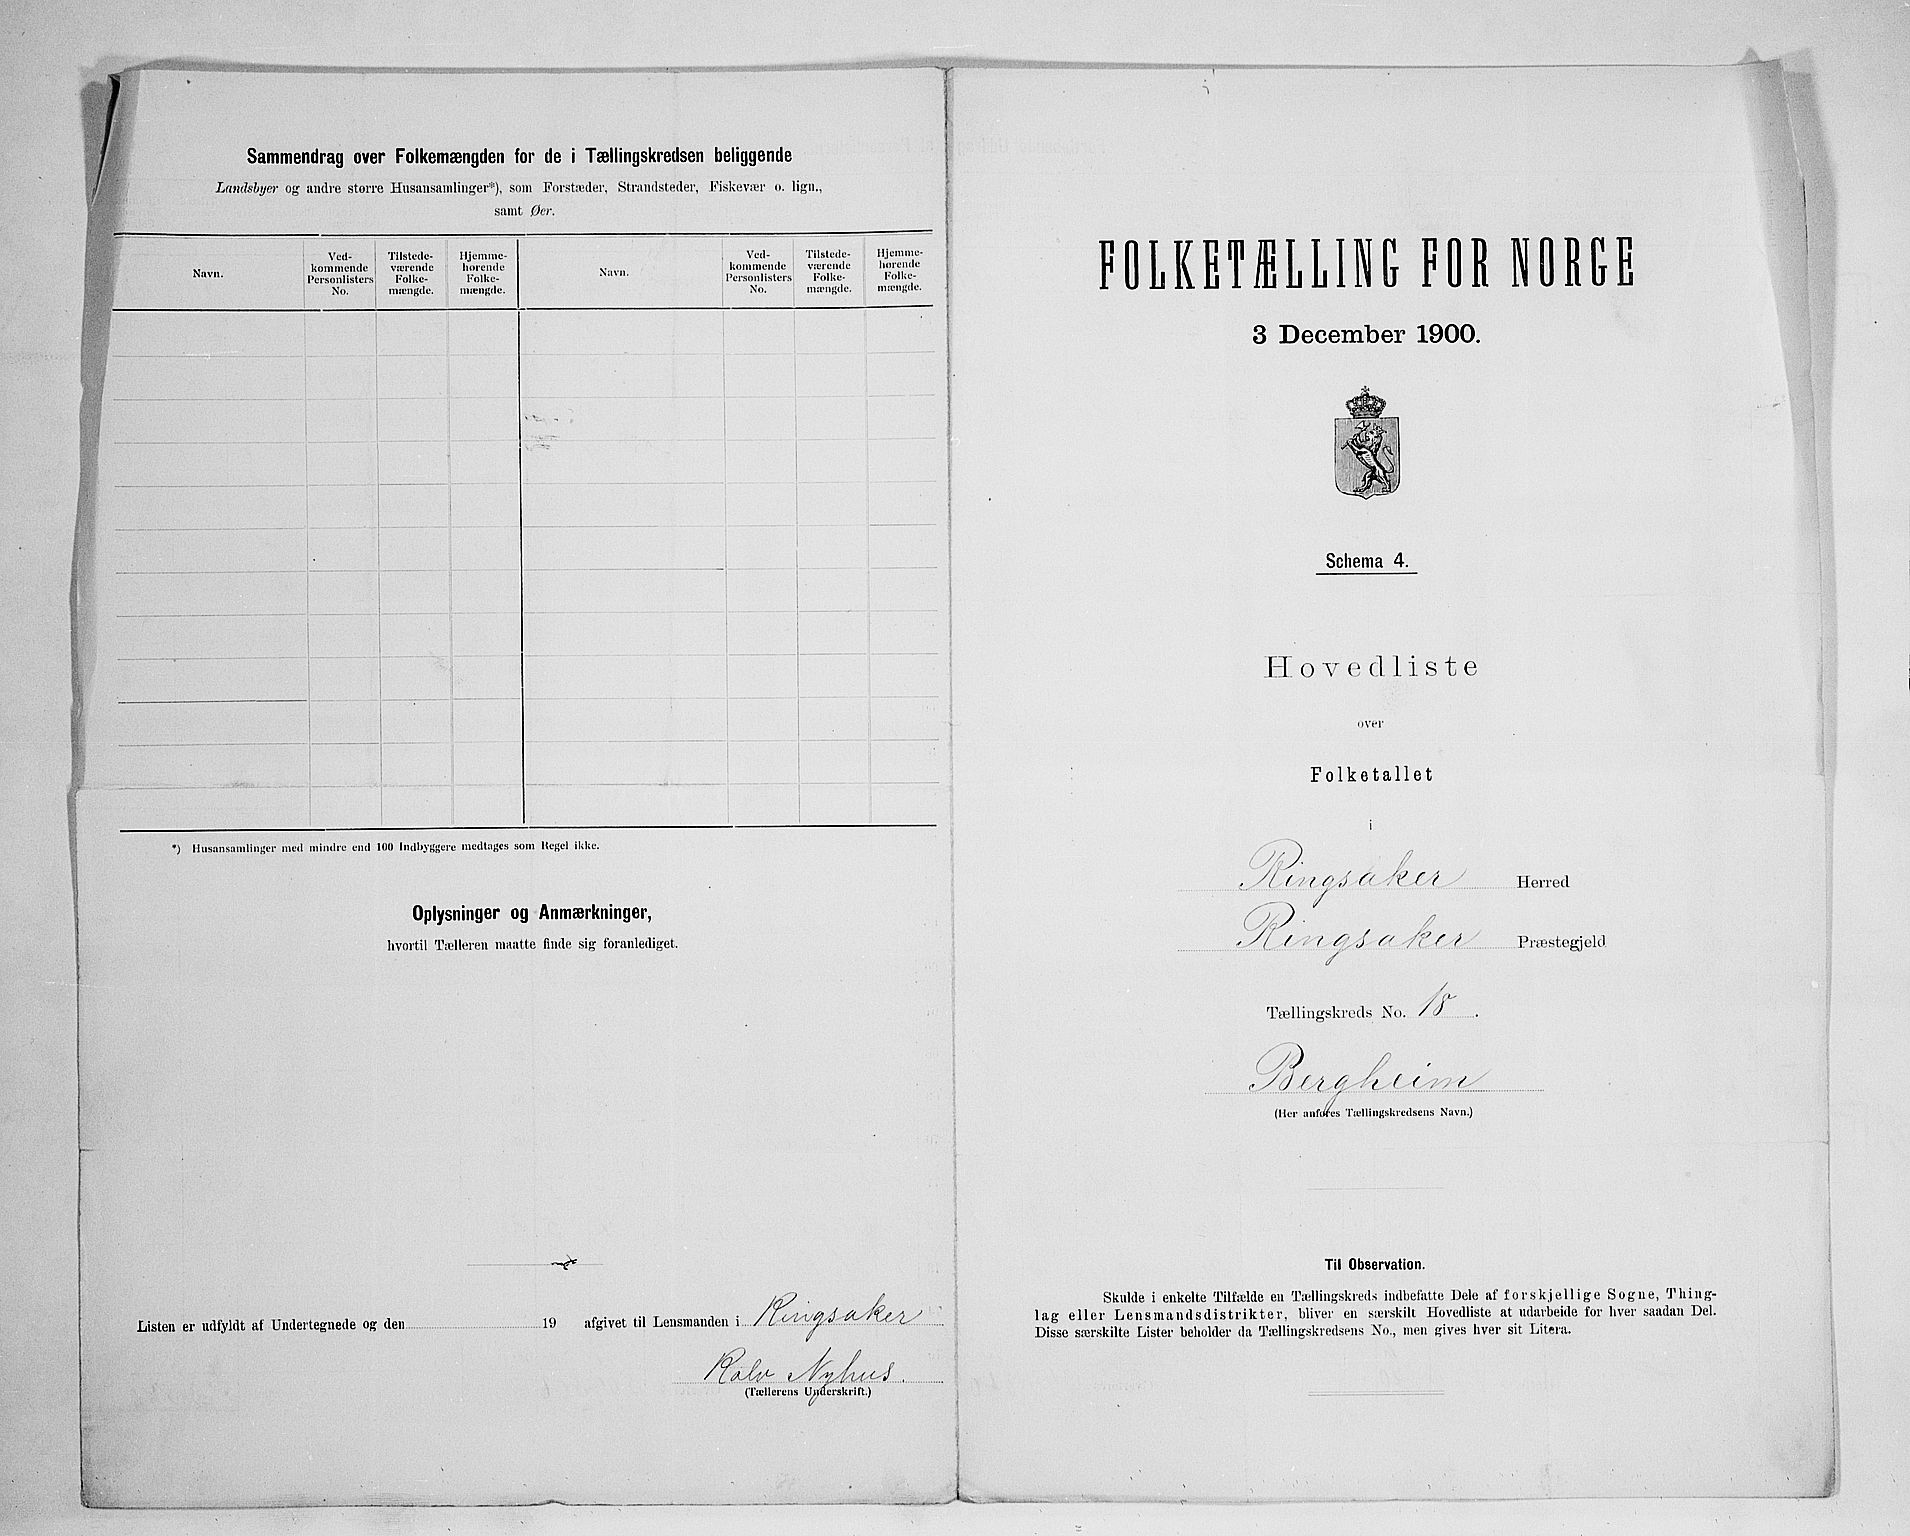 Sammendrag over Folkemængden for de i Tællingskredsen beliggende
Landsbyer og andre større Husansamlinger*), som Forstæder, Strandsteder, Fiskevær o. lign.,
samt Øer.
Navn.
Ved-
kommende
Personlisters
No.
Tilstede-
værende
Folke-
mængde.
Hjemme-
hørende
Folke-
mængde.
Navn.
Ved-
kommende
Personlisters
No.
Tilstede-
værende
Folke-
mængde.
Hjemme-
hørende
Folke-
mængde.
*) Husansamlinger med mindre end 100 Indbyggere medtages som Regel ikke.
Oplysninger og Anmærkninger,
hvortil Tælleren maatte finde sig foranlediget.
Listen er udfyldt af Undertegnede og den 19 afgivet til Lensmanden i Ringsaker
Rolv Nyhus.
(Tællerens Underskrift.)
FOLKETÆLLING FOR NORGE
3 December 1900.
Schema 4.
Hovedliste
over
Folketallet
i
Ringsaker Herred
Ringsaker Præstegjeld
Tællingskreds No. 18.
Bergheim
(Her anføres Tællingskredsens Navn.)
Til Observation.
Skulde i enkelte Tilfælde en Tællingskreds indbefatte Dele af forskjellige Sogne, Thing-
lag eller Lensmandsdistrikter, bliver en særskilt Hovedliste at udarbeide for hver saadan Del.
Disse særskilte Lister beholder da Tællingskredsens No., men gives hver sit Litera.